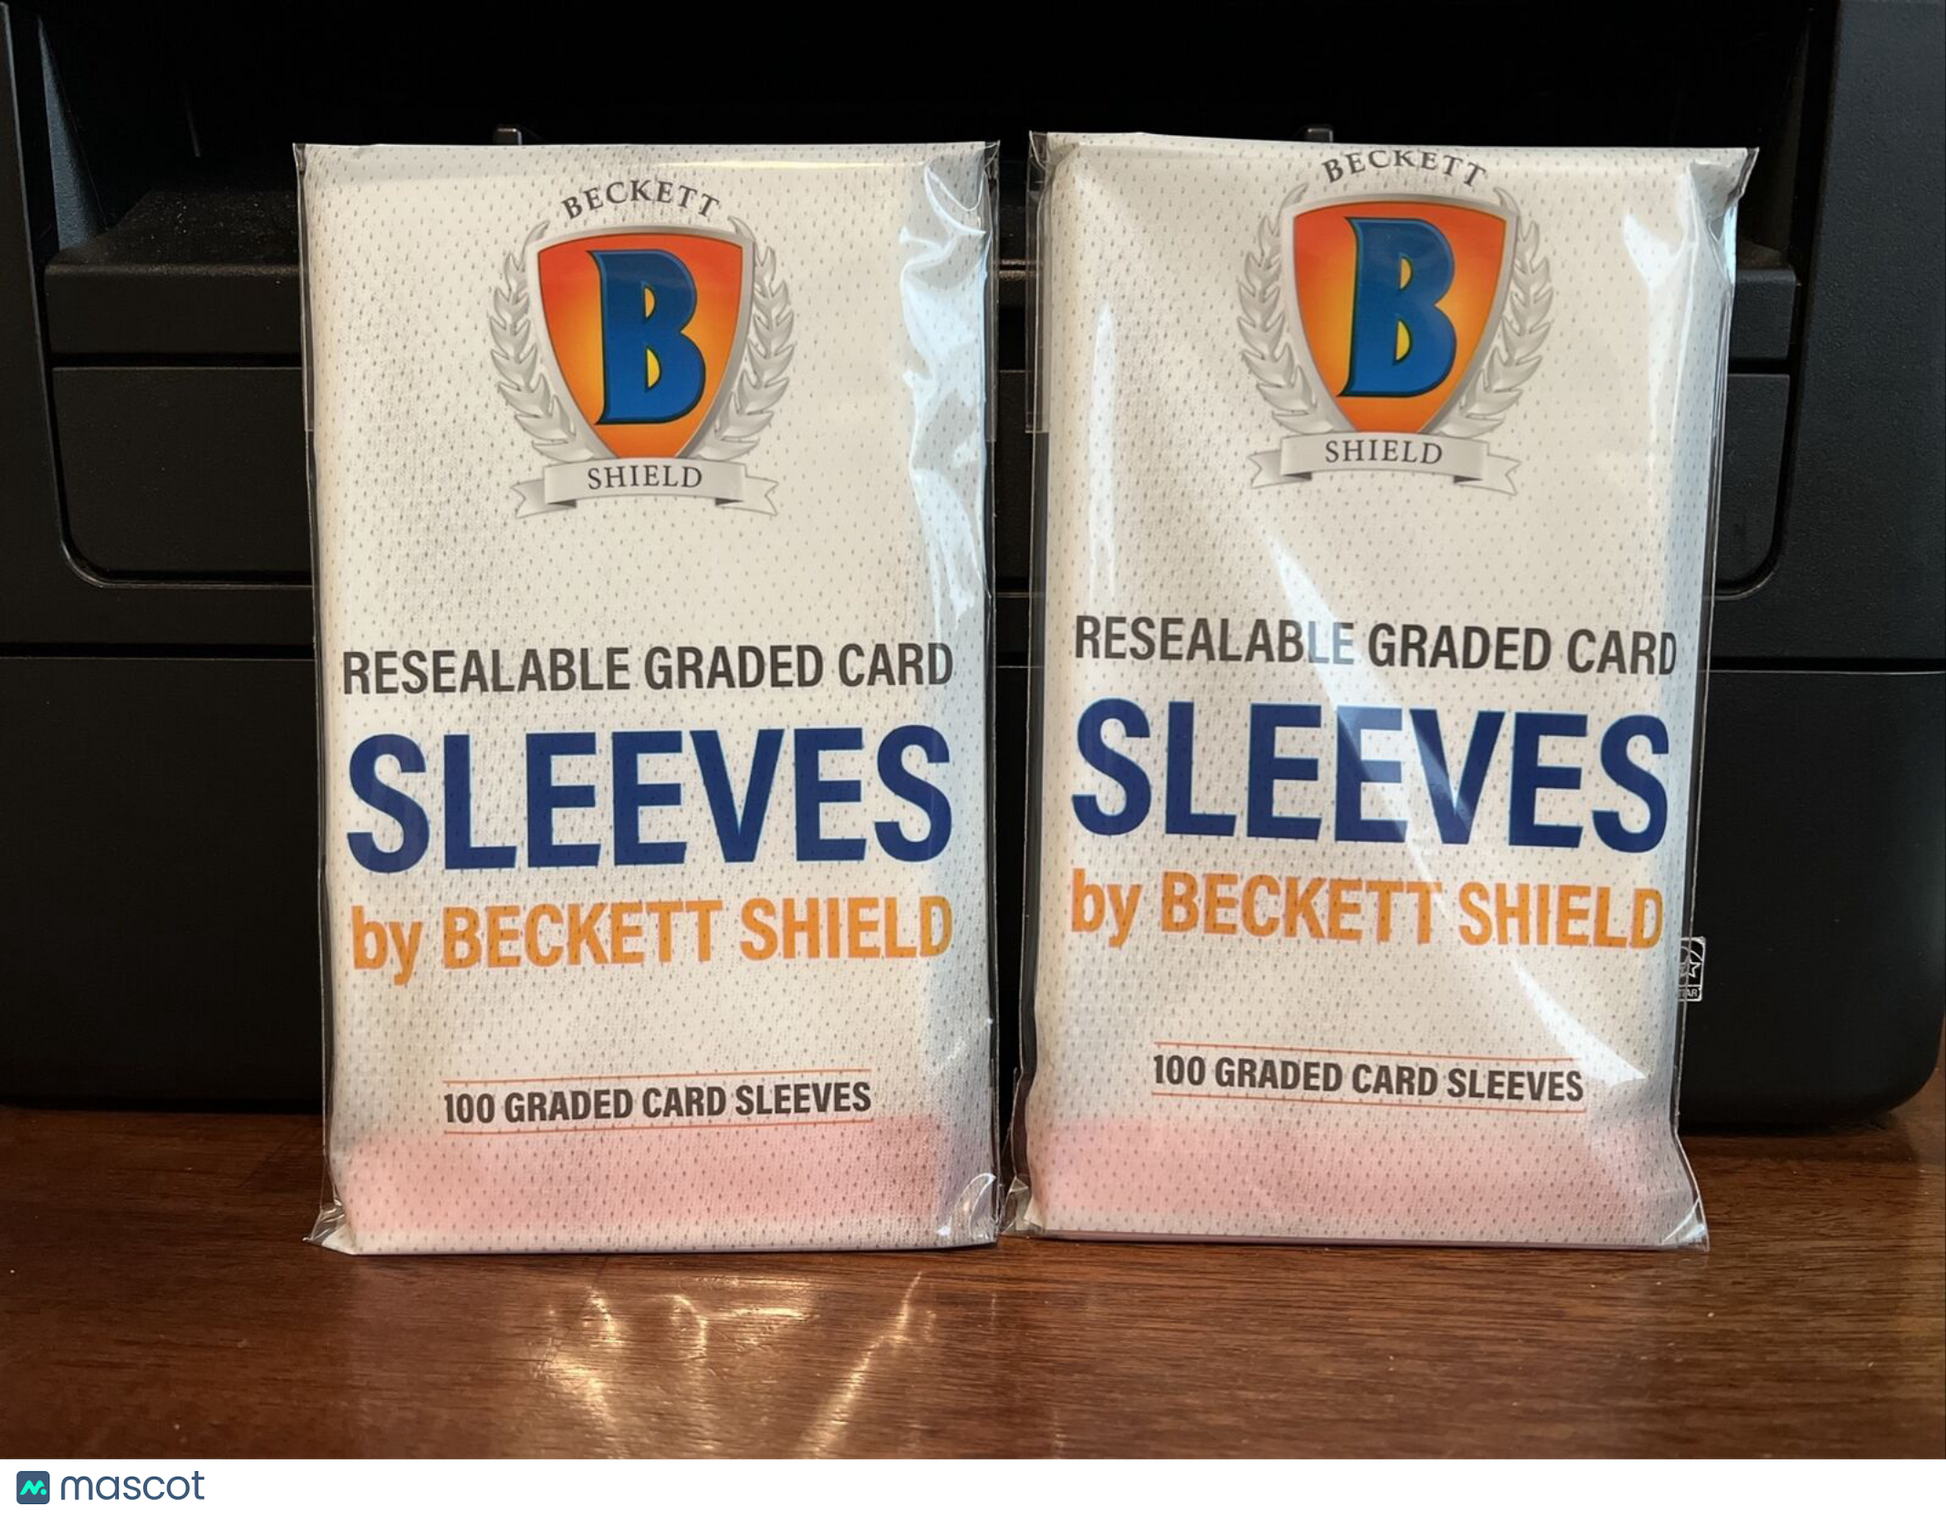 BECKETT
B
SHIELD
RESEALABLE GRADED CARD
SLEEVES
by BECKETT SHIELD
100 GRADED CARD SLEEVES
BECKETT
B
SHIELD
RESEALABLE GRADED CARD
SLEEVES
by BECKETT SHIELD
100 GRADED CARD SLEEVES
mascot